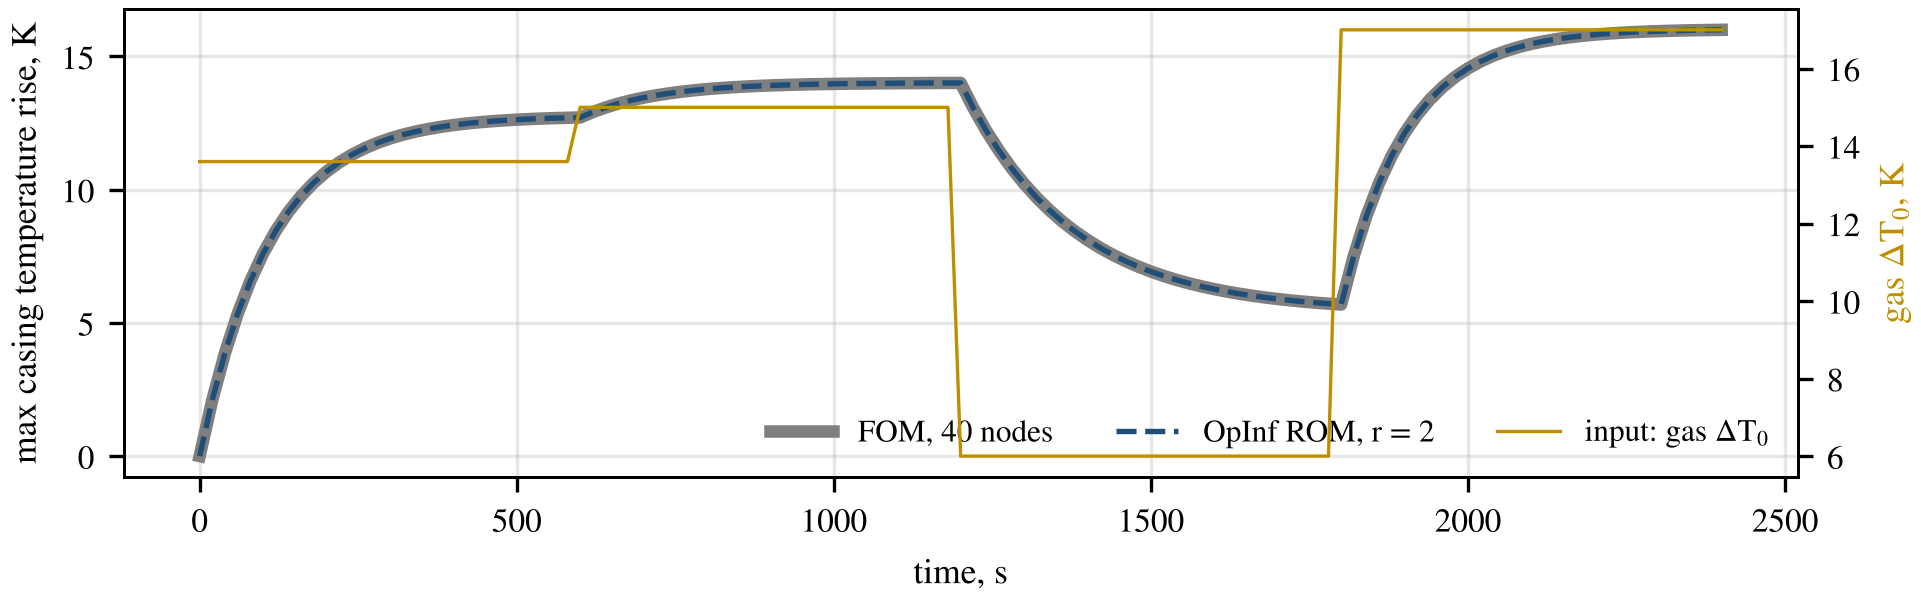 max casing temperature rise, K
15
10
5
0
16
14
12
10
8
6
gas ΔT₀, K
FOM, 40 nodes
OpInf ROM, r = 2
input: gas ΔT₀
0 500 1000 1500 2000 2500
time, s